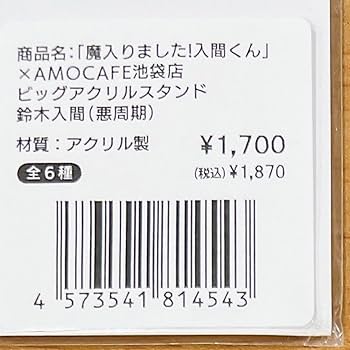 商品名:「魔入りました!入間くん」
×AMOCAFE池袋店
ビッグアクリルスタンド
鈴木入間(悪周期)
材質:アクリル製 ¥1,700
全6種 (税込)¥1,870
4 573541 814543